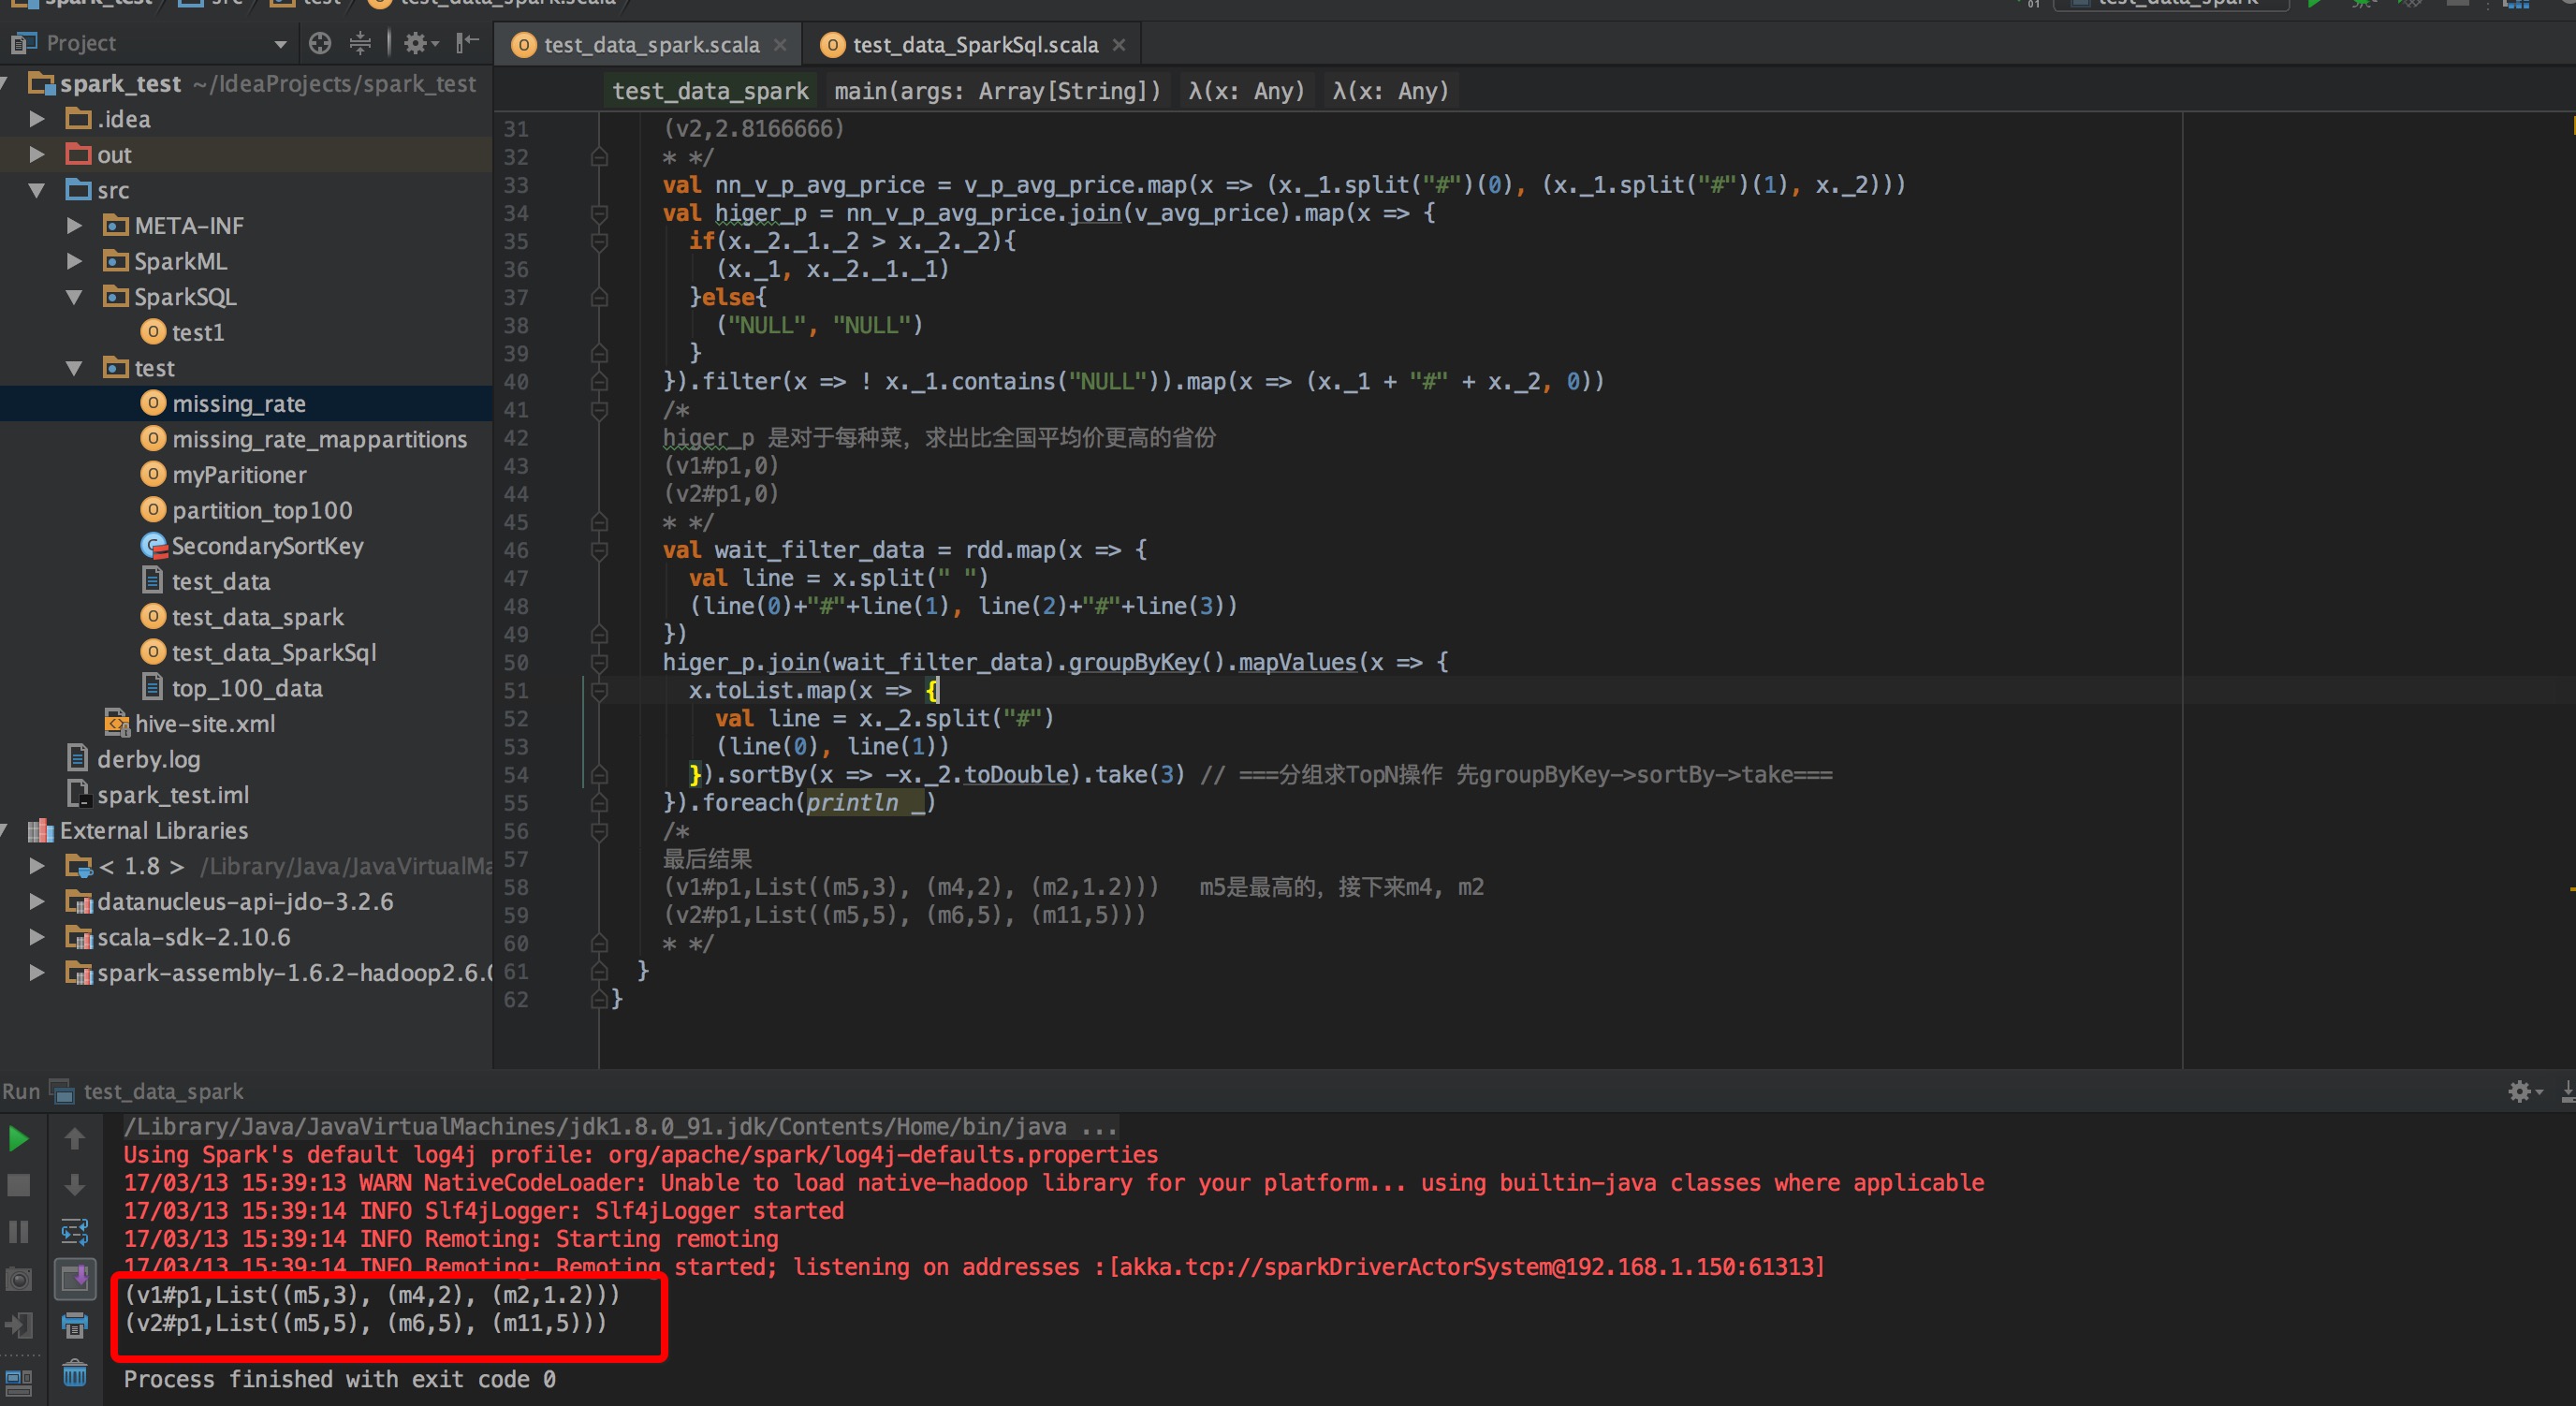 spark_test src test test_data_spark.scala
test_data_spark
Project
test_data_spark.scala
test_data_SparkSql.scala
spark_test ~/IdeaProjects/spark_test
.idea
out
src
META-INF
SparkML
SparkSQL
test1
test
missing_rate
missing_rate_mappartitions
myParitioner
partition_top100
SecondarySortKey
test_data
test_data_spark
test_data_SparkSql
top_100_data
hive-site.xml
derby.log
spark_test.iml
External Libraries
< 1.8 > /Library/Java/JavaVirtualMa
datanucleus-api-jdo-3.2.6
scala-sdk-2.10.6
spark-assembly-1.6.2-hadoop2.6.0
test_data_spark main(args: Array[String]) λ(x: Any) λ(x: Any)
31 (v2,2.8166666)
32 * */
33 val nn_v_p_avg_price = v_p_avg_price.map(x => (x._1.split("#")(0), (x._1.split("#")(1), x._2)))
34 val higer_p = nn_v_p_avg_price.join(v_avg_price).map(x => {
35 if(x._2._1._2 > x._2._2){
36 (x._1, x._2._1._1)
37 }else{
38 ("NULL", "NULL")
39 }
40 }).filter(x => ! x._1.contains("NULL")).map(x => (x._1 + "#" + x._2, 0))
41 /*
42 higer_p 是对于每种菜，求出比全国平均价更高的省份
43 (v1#p1,0)
44 (v2#p1,0)
45 * */
46 val wait_filter_data = rdd.map(x => {
47 val line = x.split(" ")
48 (line(0)+"#"+line(1), line(2)+"#"+line(3))
49 })
50 higer_p.join(wait_filter_data).groupByKey().mapValues(x => {
51 x.toList.map(x => {
52 val line = x._2.split("#")
53 (line(0), line(1))
54 }).sortBy(x => -x._2.toDouble).take(3) // ===分组求TopN操作 先groupByKey->sortBy->take===
55 }).foreach(println _)
56 /*
57 最后结果
58 (v1#p1,List((m5,3), (m4,2), (m2,1.2))) m5是最高的，接下来m4, m2
59 (v2#p1,List((m5,5), (m6,5), (m11,5)))
60 * */
61 }
62 }
Run test_data_spark
/Library/Java/JavaVirtualMachines/jdk1.8.0_91.jdk/Contents/Home/bin/java ...
Using Spark's default log4j profile: org/apache/spark/log4j-defaults.properties
17/03/13 15:39:13 WARN NativeCodeLoader: Unable to load native-hadoop library for your platform... using builtin-java classes where applicable
17/03/13 15:39:14 INFO Slf4jLogger: Slf4jLogger started
17/03/13 15:39:14 INFO Remoting: Starting remoting
17/03/13 15:39:14 INFO Remoting: Remoting started; listening on addresses :[akka.tcp://sparkDriverActorSystem@192.168.1.150:61313]
(v1#p1,List((m5,3), (m4,2), (m2,1.2)))
(v2#p1,List((m5,5), (m6,5), (m11,5)))
Process finished with exit code 0